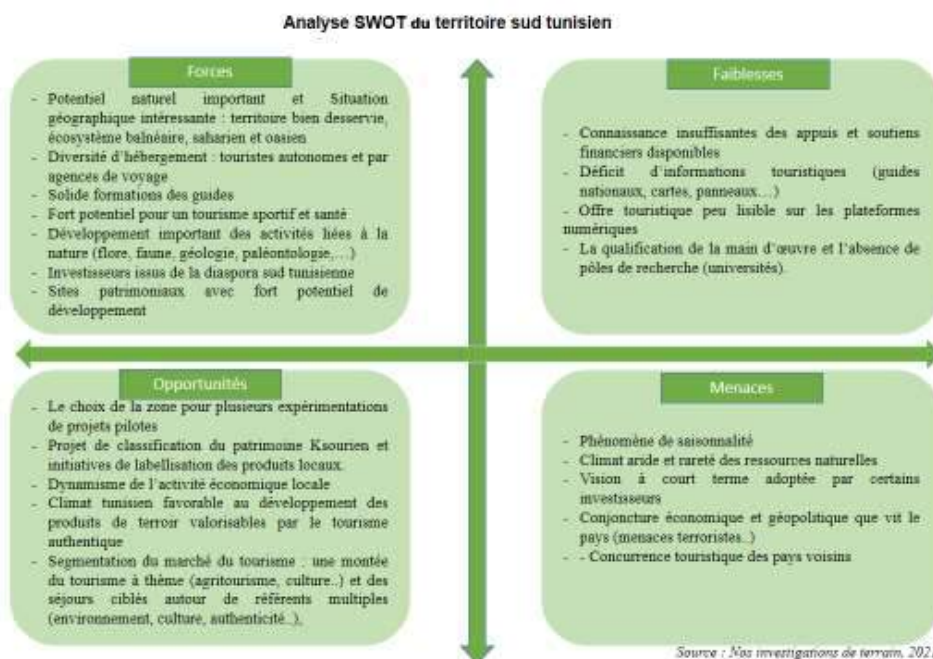 Analyse SWOT du territoire sud tunisien
Forces
- Potentiel naturel important et Situation
géographique intéressante : territoire bien desservie,
écosystème balnéaire, saharien et oasien
- Diversité d'hébergement : touristes autonomes et par
agences de voyage
- Solide formations des guides
- Fort potentiel pour un tourisme sportif et santé
- Développement important des activités liées à la
nature (flore, faune, géologie, paléontologie,…)
- Investisseurs issus de la diaspora sud tunisienne
- Sites patrimoniaux avec fort potentiel de
développement
Faiblesses
- Connaissance insuffisantes des appuis et soutiens
financiers disponibles
- Déficit d'informations touristiques (guides
nationaux, cartes, panneaux…)
- Offre touristique peu lisible sur les plateformes
numériques
- La qualification de la main d'œuvre et l'absence de
pôles de recherche (universités).
Opportunités
- Le choix de la zone pour plusieurs expérimentations
de projets pilotes
- Projet de classification du patrimoine Ksourien et
initiatives de labellisation des produits locaux.
- Dynamisme de l'activité économique locale
- Climat tunisien favorable au développement des
produits de terroir valorisables par le tourisme
authentique
- Segmentation du marché du tourisme : une montée
du tourisme à thème (agritourisme, culture..) et des
séjours ciblés autour de référents multiples
(environnement, culture, authenticité..),
Menaces
- Phénomène de saisonnalité
- Climat aride et rareté des ressources naturelles
- Vision à court terme adoptée par certains
investisseurs
- Conjoncture économique et géopolitique que vit le
pays (menaces terroristes..)
- - Concurrence touristique des pays voisins
Source : Nos investigations de terrain,